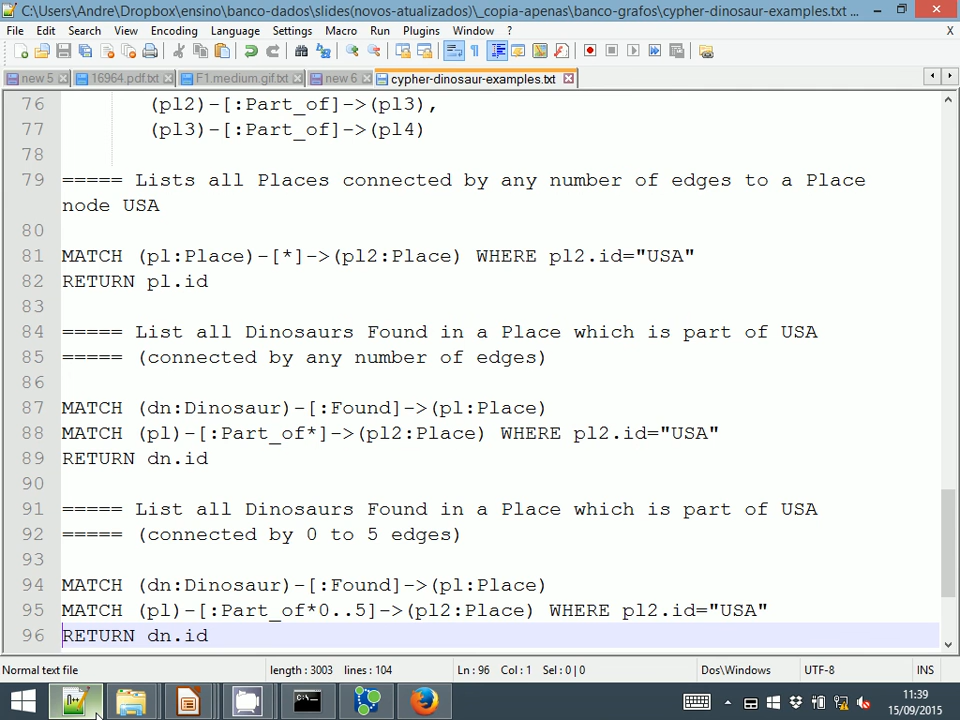 C:\Users\Andre\Dropbox\ensino\banco-dados\slides(novos-atualizados)\_copia-apenas\banco-grafos\cypher-dinosaur-examples.txt ...
File Edit Search View Encoding Language Settings Macro Run Plugins Window ? X
new 5 16964.pdf.txt F1.medium.gif.txt new 6 cypher-dinosaur-examples.txt
76 (pl2)-[:Part_of]->(pl3),
77 (pl3)-[:Part_of]->(pl4)
78
79 ===== Lists all Places connected by any number of edges to a Place
node USA
80
81 MATCH (pl:Place)-[*]->(pl2:Place) WHERE pl2.id="USA"
82 RETURN pl.id
83
84 ===== List all Dinosaurs Found in a Place which is part of USA
85 ===== (connected by any number of edges)
86
87 MATCH (dn:Dinosaur)-[:Found]->(pl:Place)
88 MATCH (pl)-[:Part_of*]->(pl2:Place) WHERE pl2.id="USA"
89 RETURN dn.id
90
91 ===== List all Dinosaurs Found in a Place which is part of USA
92 ===== (connected by 0 to 5 edges)
93
94 MATCH (dn:Dinosaur)-[:Found]->(pl:Place)
95 MATCH (pl)-[:Part_of*0..5]->(pl2:Place) WHERE pl2.id="USA"
96 RETURN dn.id
Normal text file length : 3003 lines : 104 Ln : 96 Col : 1 Sel : 0 | 0 Dos\Windows UTF-8 INS
11:39
15/09/2015